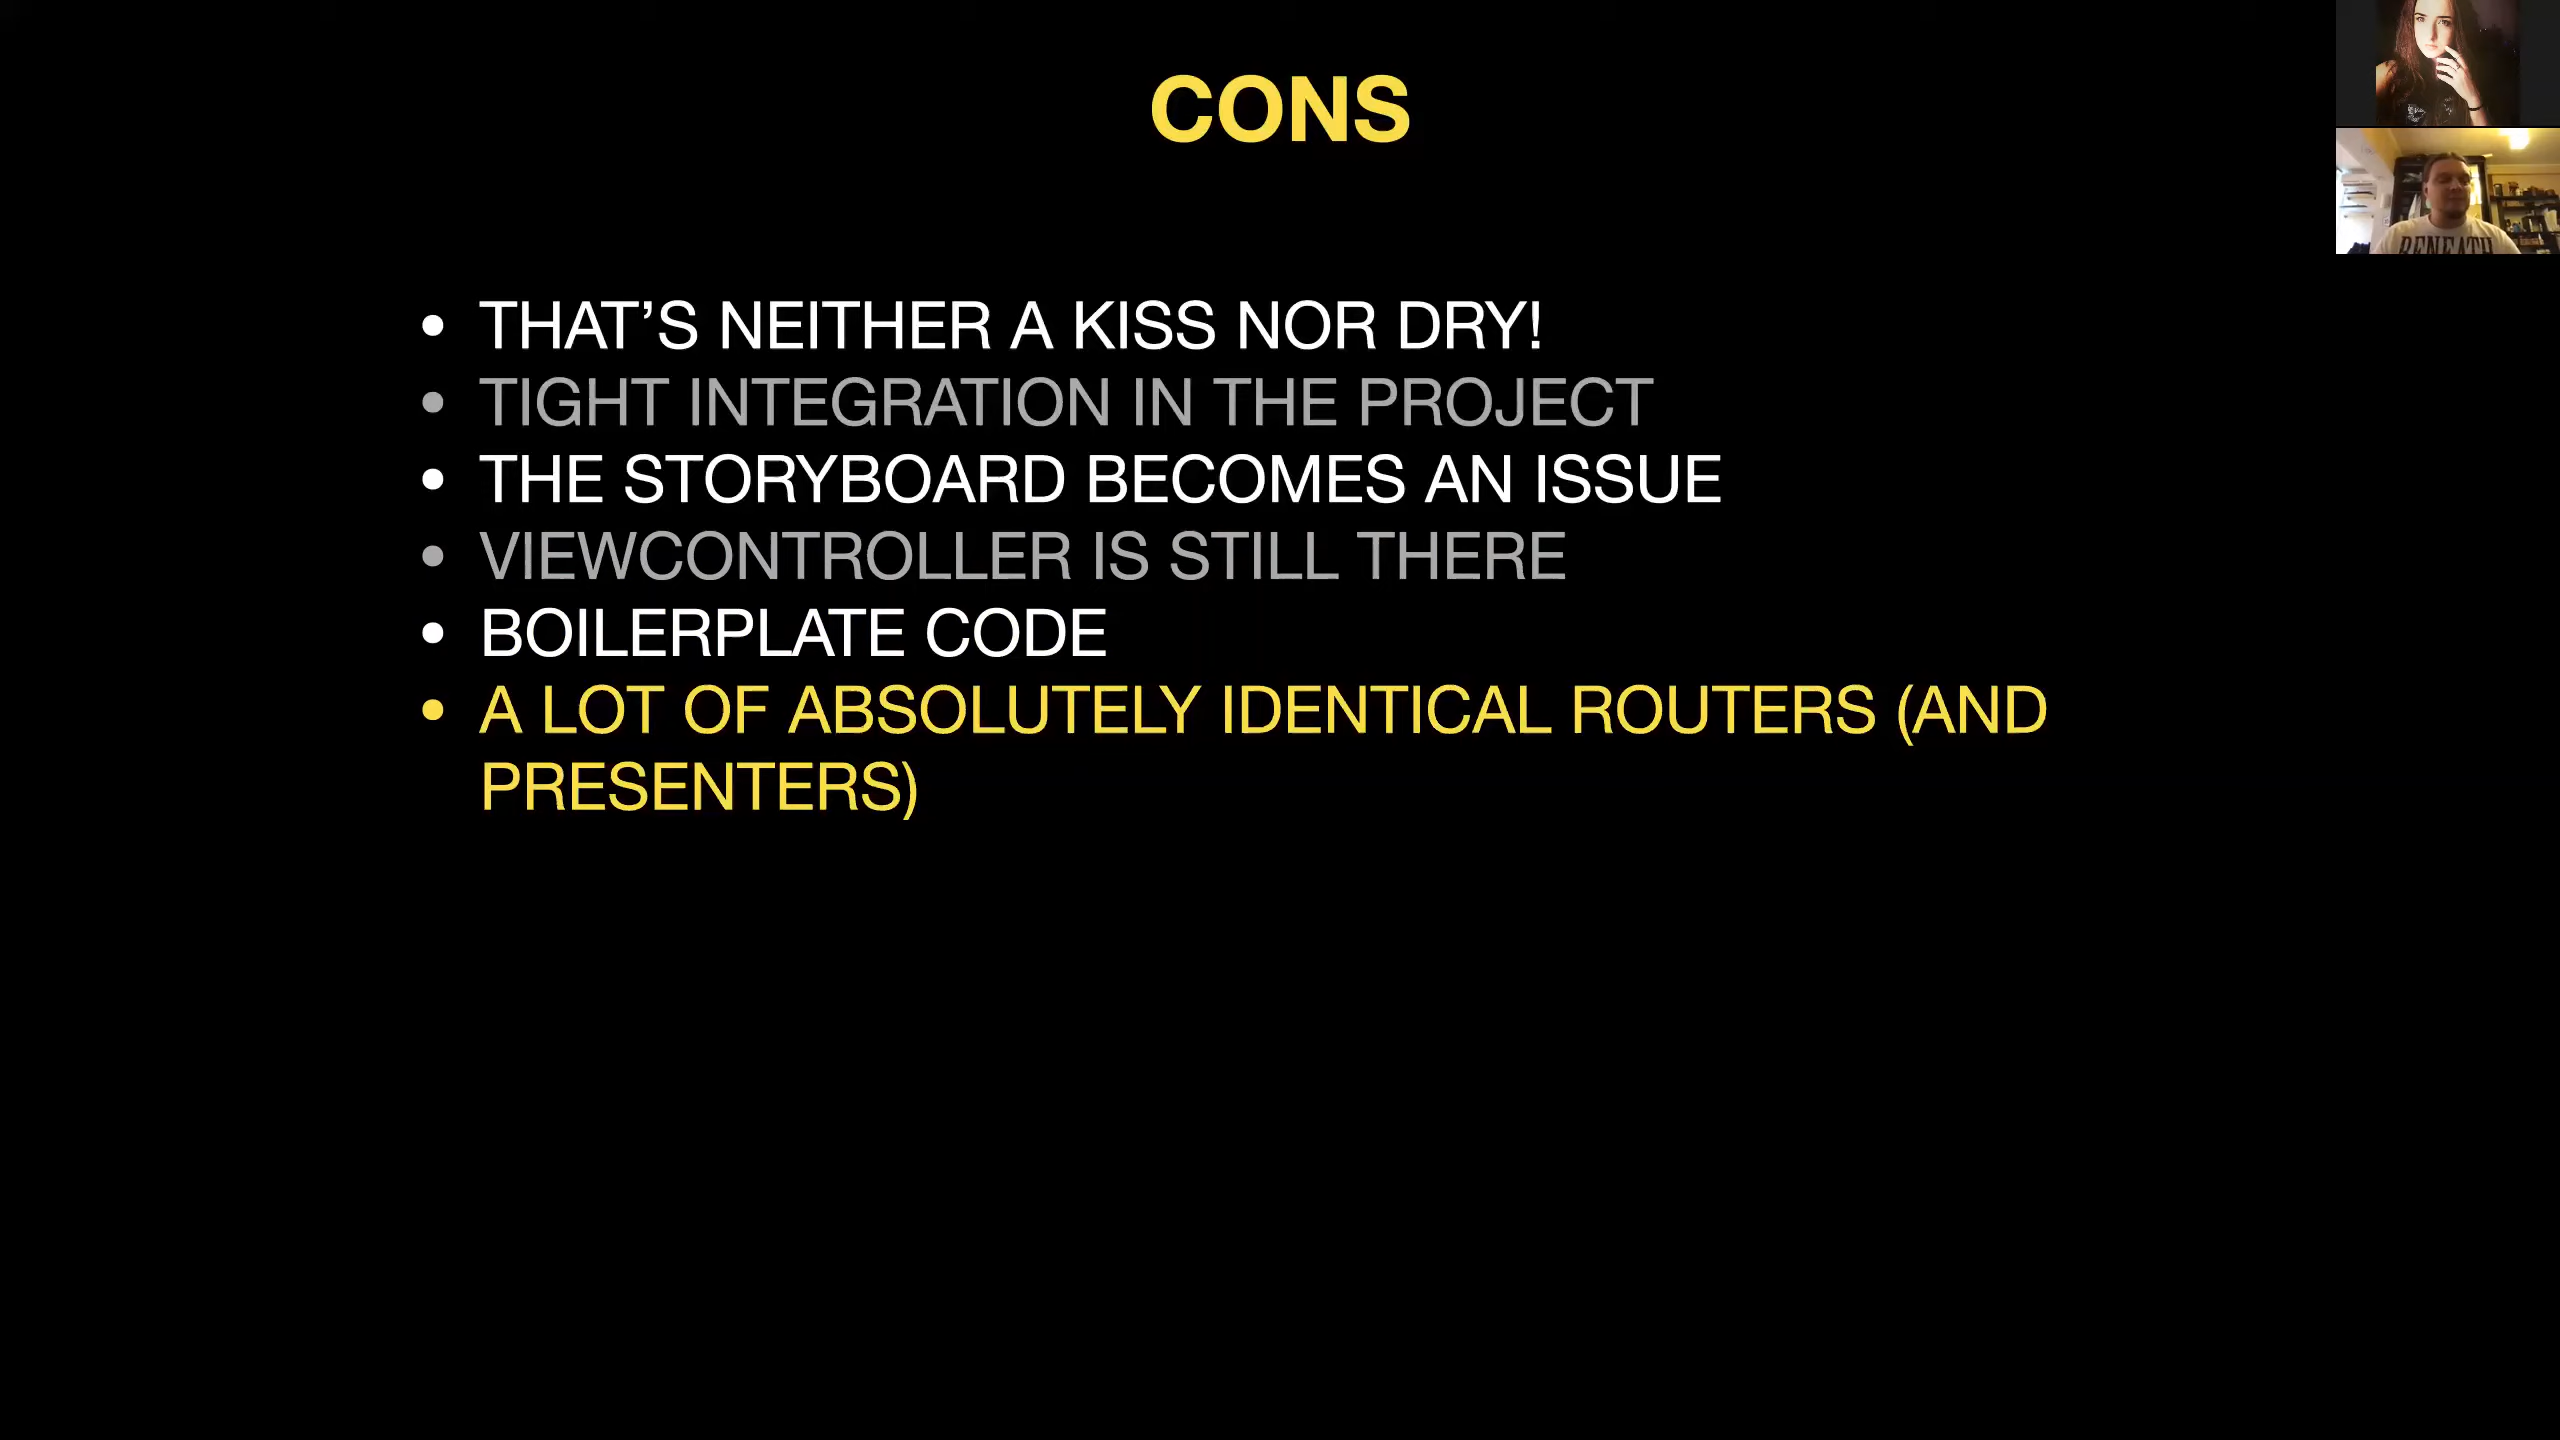 CONS
• THAT’S NEITHER A KISS NOR DRY!
• TIGHT INTEGRATION IN THE PROJECT
• THE STORYBOARD BECOMES AN ISSUE
• VIEWCONTROLLER IS STILL THERE
• BOILERPLATE CODE
• A LOT OF ABSOLUTELY IDENTICAL ROUTERS (AND
PRESENTERS)
BENEATH